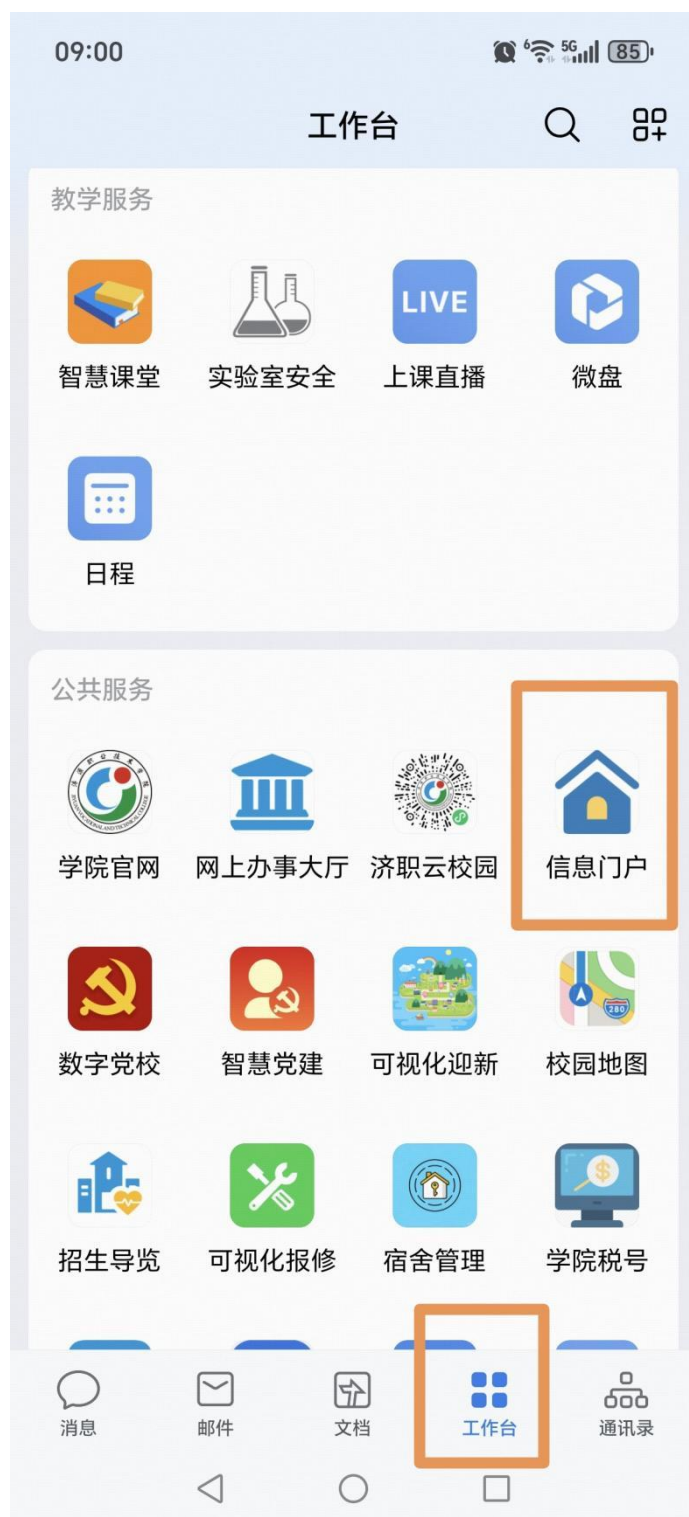 09:00
6
5G
85
工作台
教学服务
LIVE
智慧课堂 实验室安全 上课直播 微盘
日程
公共服务
学院官网 网上办事大厅 济职云校园 信息门户
280
数字党校 智慧党建 可视化迎新 校园地图
$
招生导览 可视化报修 宿舍管理 学院税号
消息 邮件 文档 工作台 通讯录